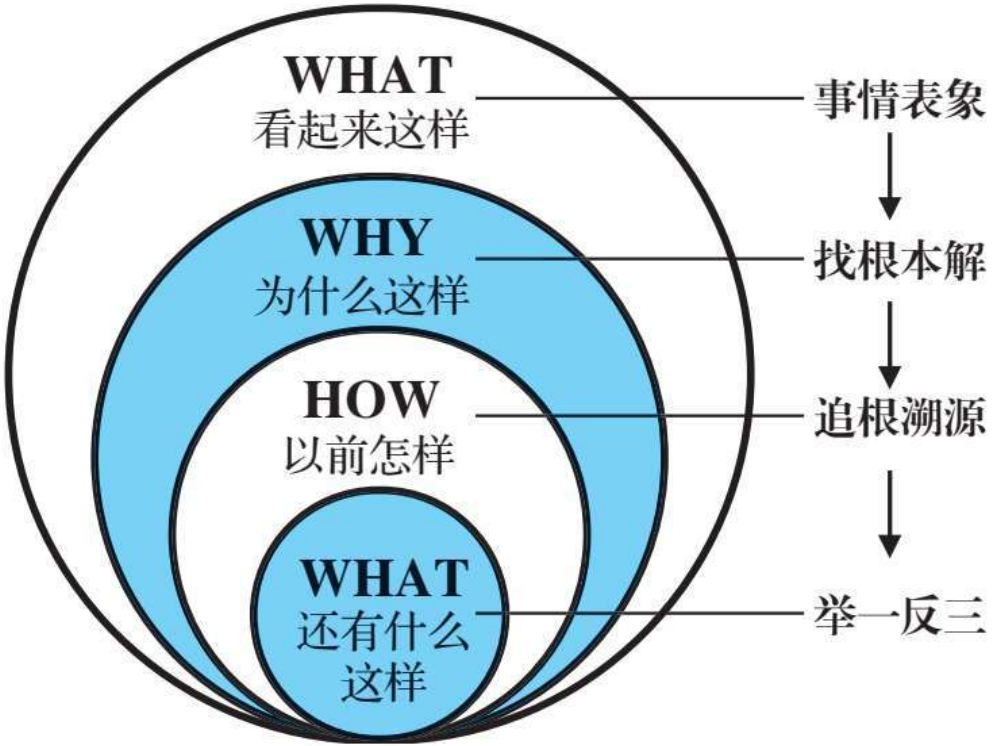 WHAT
看起来这样
事情表象
WHY
为什么这样
找根本解
HOW
以前怎样
追根溯源
WHAT
还有什么
这样
举一反三